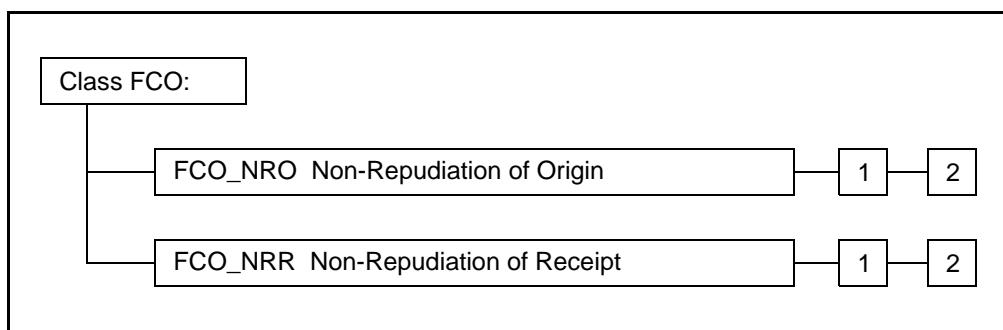 Class FCO:
FCO_NRO Non-Repudiation of Origin 1 2
FCO_NRR Non-Repudiation of Receipt 1 2